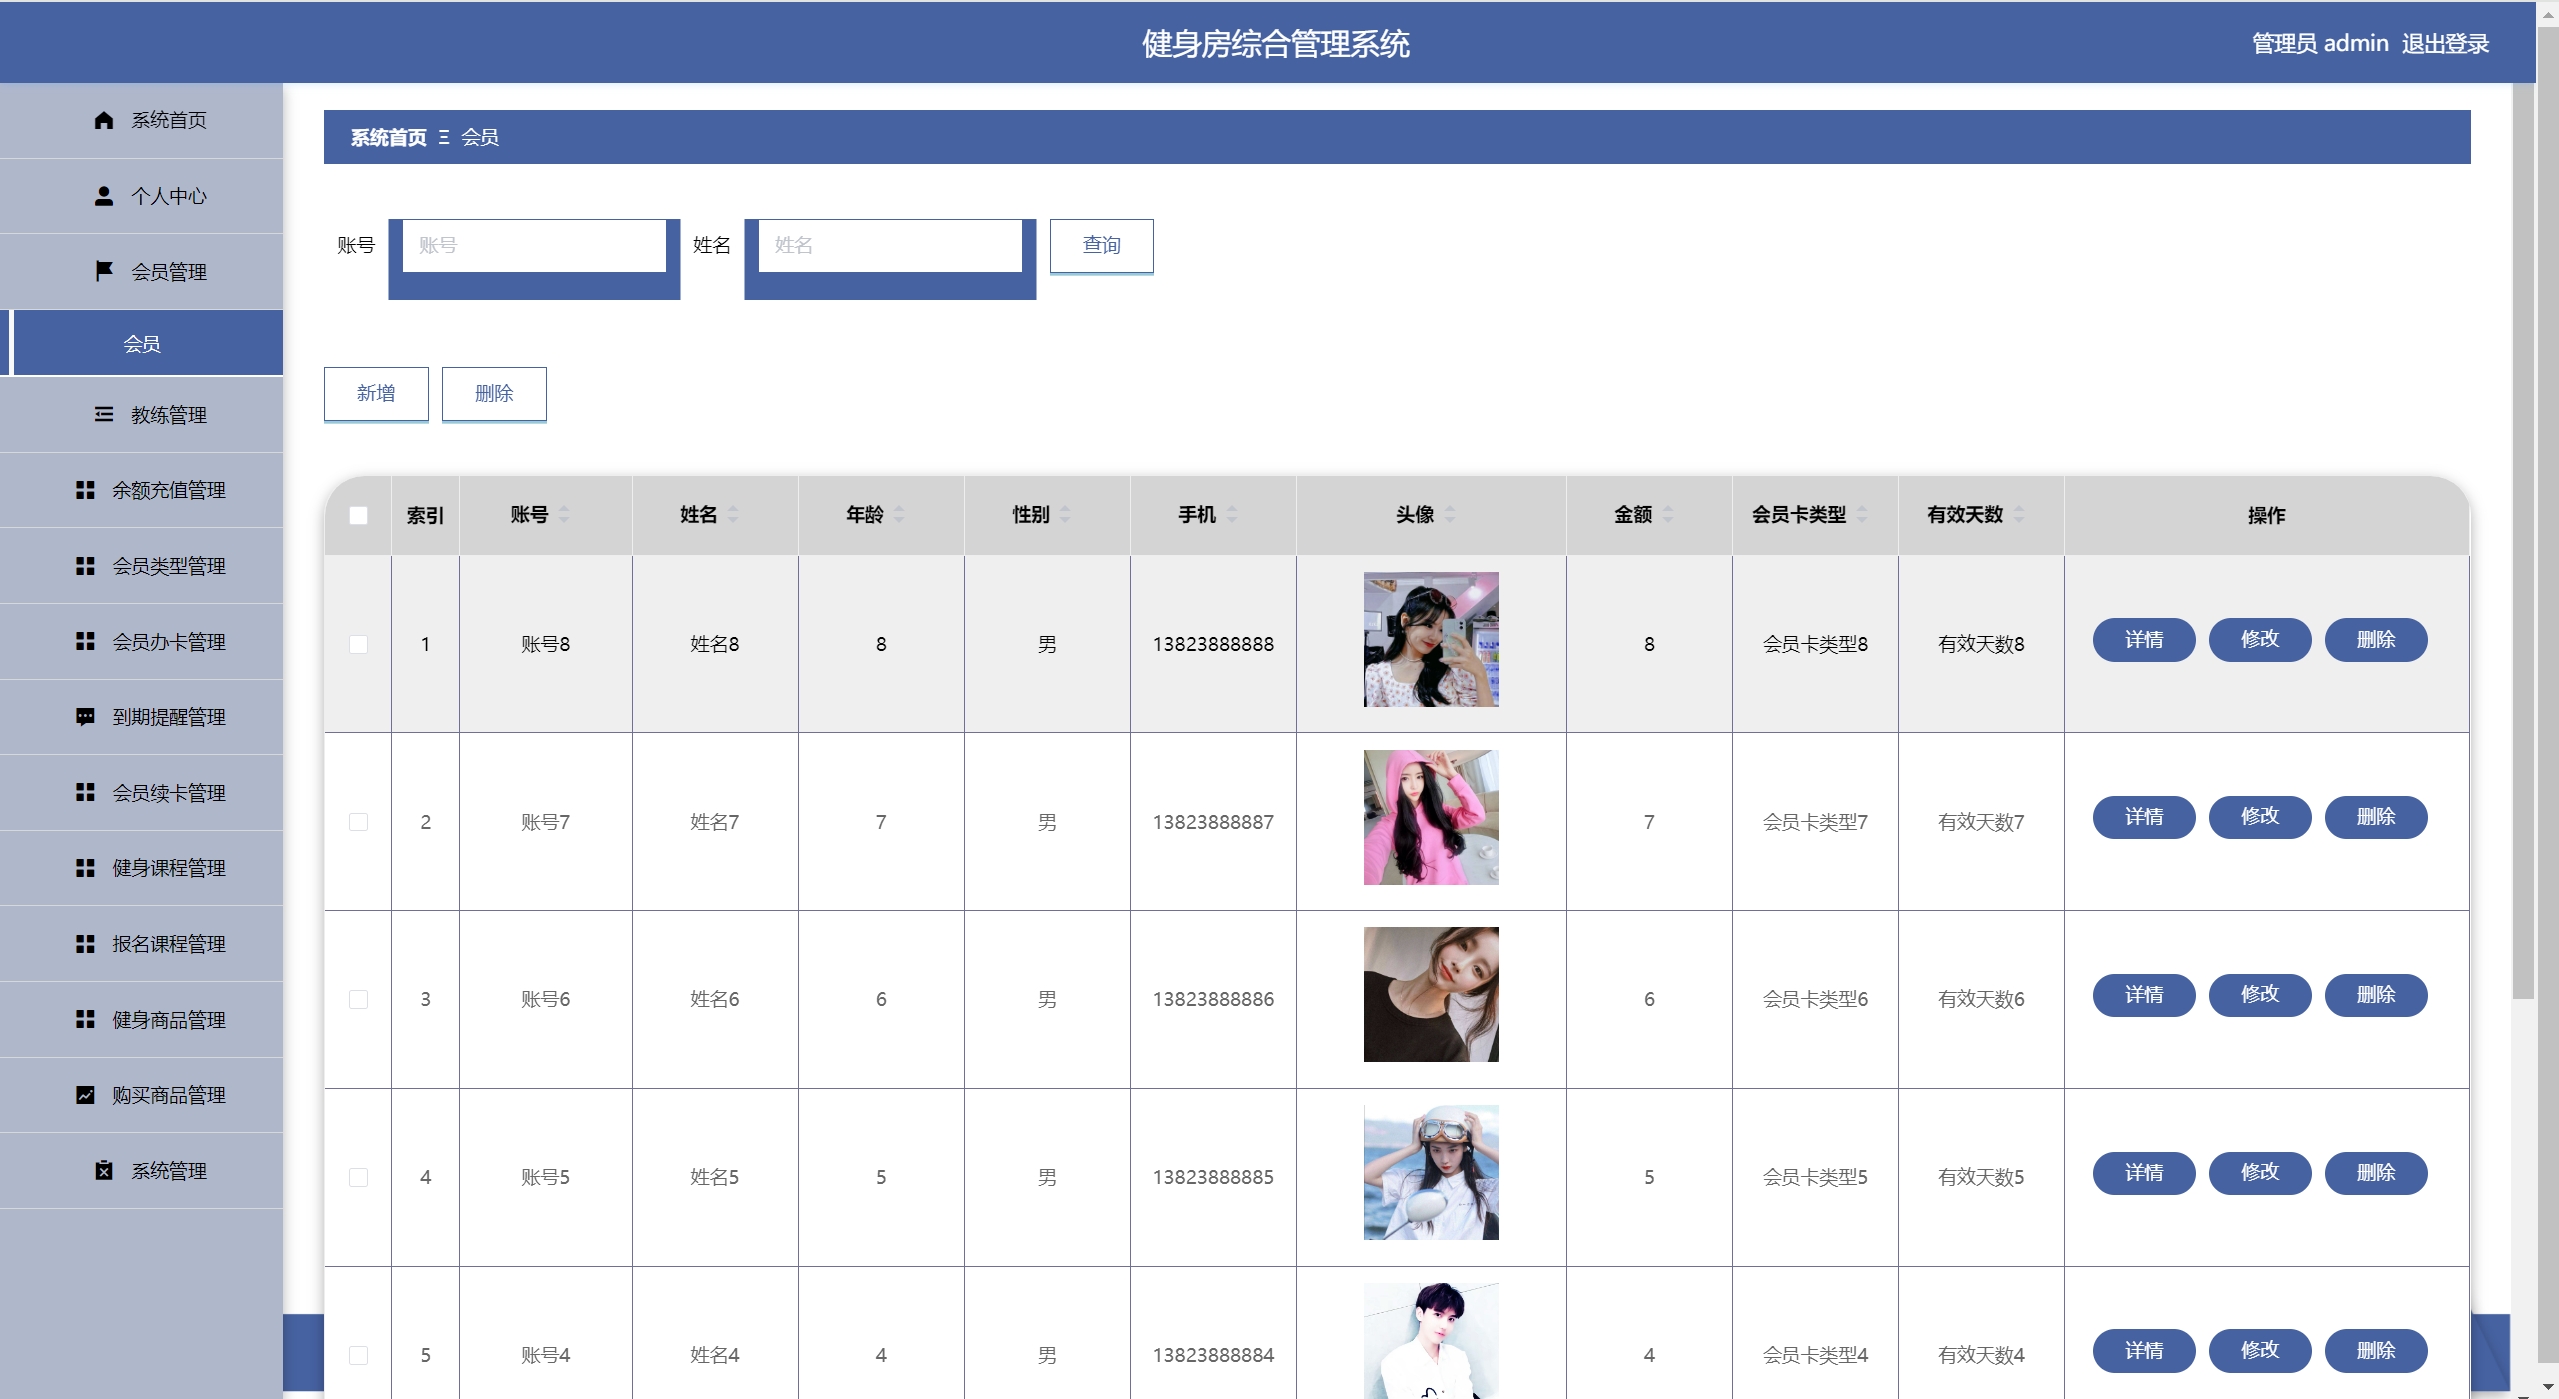 健身房综合管理系统
管理员 admin 退出登录
系统首页
个人中心
会员管理
会员
教练管理
余额充值管理
会员类型管理
会员办卡管理
到期提醒管理
会员续卡管理
健身课程管理
报名课程管理
健身商品管理
购买商品管理
系统管理
系统首页 Ξ 会员
账号 账号 姓名 姓名 查询
新增 删除
索引 账号 姓名 年龄 性别 手机 头像 金额 会员卡类型 有效天数 操作
1 账号8 姓名8 8 男 13823888888 8 会员卡类型8 有效天数8 详情 修改 删除
2 账号7 姓名7 7 男 13823888887 7 会员卡类型7 有效天数7 详情 修改 删除
3 账号6 姓名6 6 男 13823888886 6 会员卡类型6 有效天数6 详情 修改 删除
4 账号5 姓名5 5 男 13823888885 5 会员卡类型5 有效天数5 详情 修改 删除
5 账号4 姓名4 4 男 13823888884 4 会员卡类型4 有效天数4 详情 修改 删除